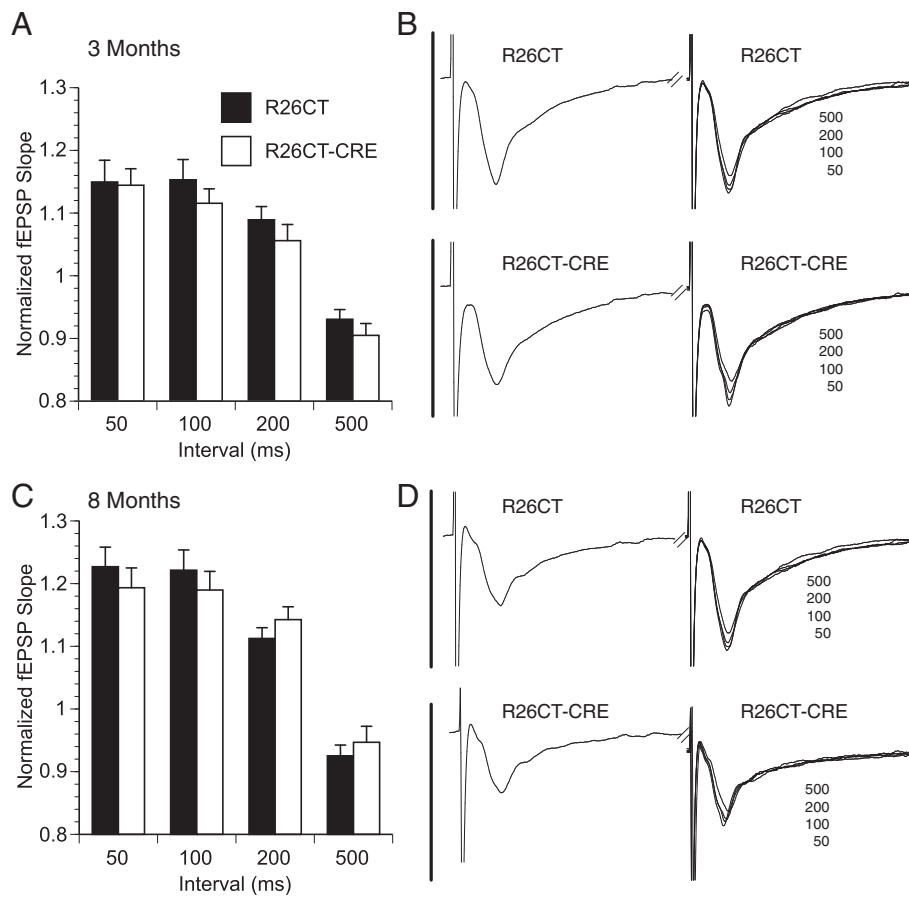 A
3 Months
Normalized fEPSP Slope
1.3
1.2
1.1
1
0.9
0.8
R26CT
R26CT-CRE
50 100 200 500
Interval (ms)
B
R26CT
R26CT
500
200
100
50
R26CT-CRE
R26CT-CRE
500
200
100
50
C
8 Months
Normalized fEPSP Slope
1.3
1.2
1.1
1
0.9
0.8
50 100 200 500
Interval (ms)
D
R26CT
R26CT
500
200
100
50
R26CT-CRE
R26CT-CRE
500
200
100
50